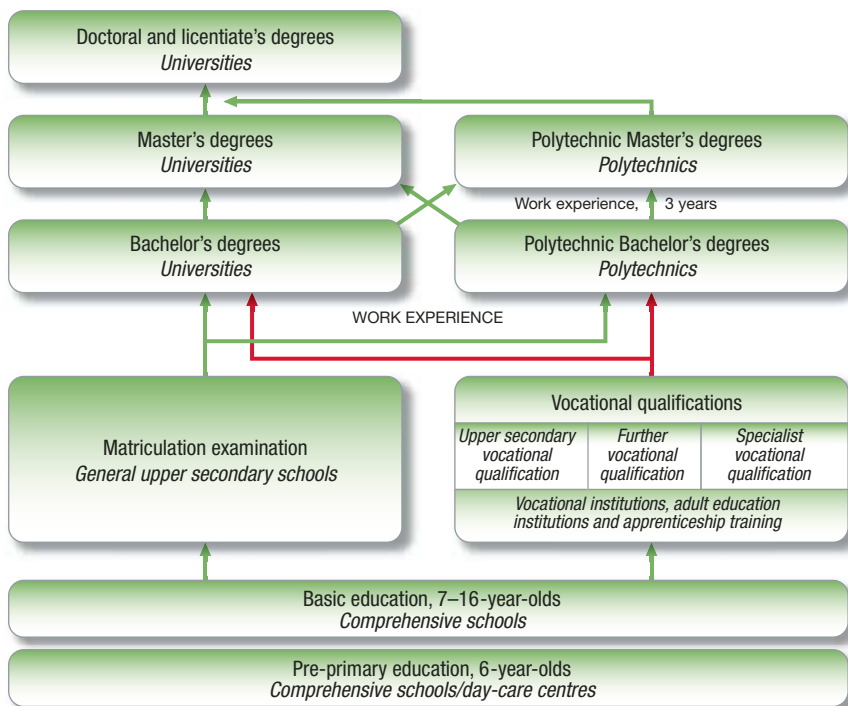 Doctoral and licentiate's degrees
Universities
Master's degrees
Universities
Polytechnic Master's degrees
Polytechnics
Work experience, 3 years
Bachelor's degrees
Universities
Polytechnic Bachelor's degrees
Polytechnics
WORK EXPERIENCE
Matriculation examination
General upper secondary schools
Vocational qualifications
Upper secondary
vocational
qualification
Further
vocational
qualification
Specialist
vocational
qualification
Vocational institutions, adult education
institutions and apprenticeship training
Basic education, 7–16-year-olds
Comprehensive schools
Pre-primary education, 6-year-olds
Comprehensive schools/day-care centres